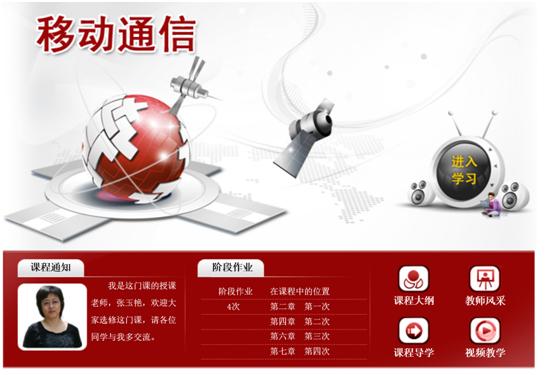 移动通信
进入
学习
课程通知
我是这门课的授课
老师，张玉艳，欢迎大
家选修这门课，请各位
同学与我多交流。
阶段作业
阶段作业 在课程中的位置
4次 第二章 第一次
第四章 第二次
第六章 第三次
第七章 第四次
课程大纲 教师风采
课程导学 视频教学